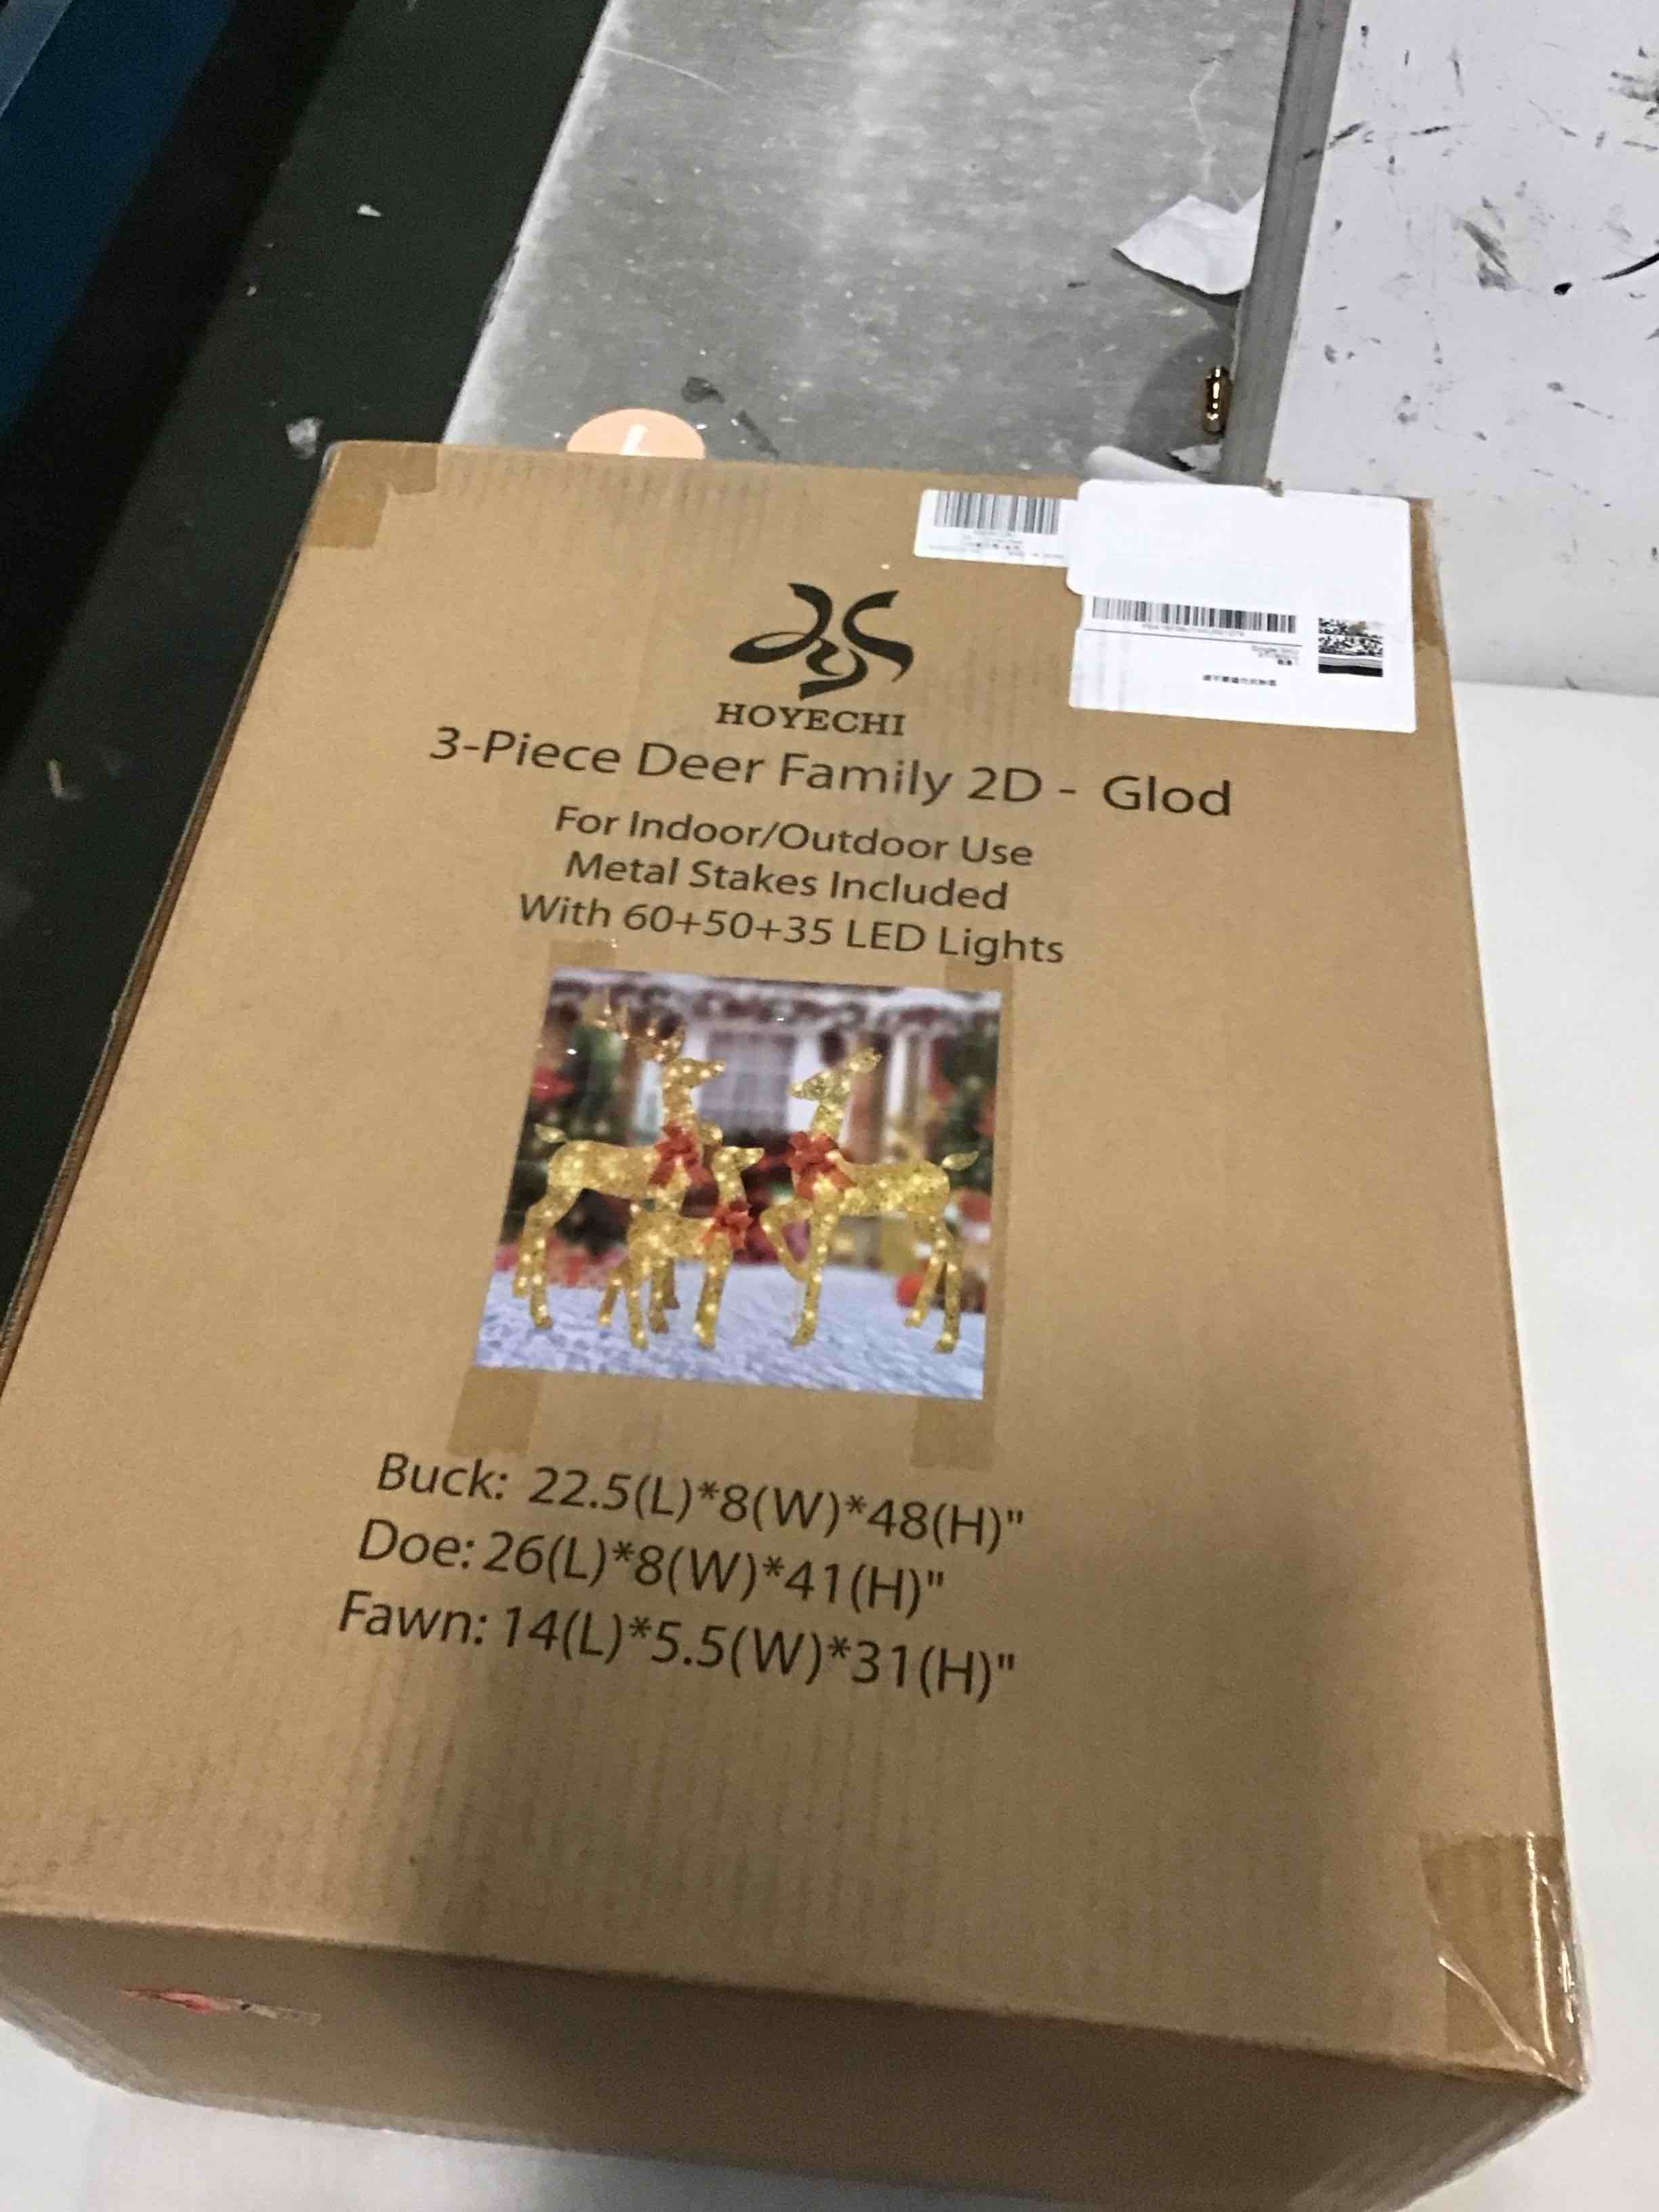 HOYECHI
3-Piece Deer Family 2D - Glod
For Indoor/Outdoor Use
Metal Stakes Included
With 60+50+35 LED Lights
Buck: 22.5(L)*8(W)*48(H)"
Doe: 26(L)*8(W)*41(H)"
Fawn: 14(L)*5.5(W)*31(H)"